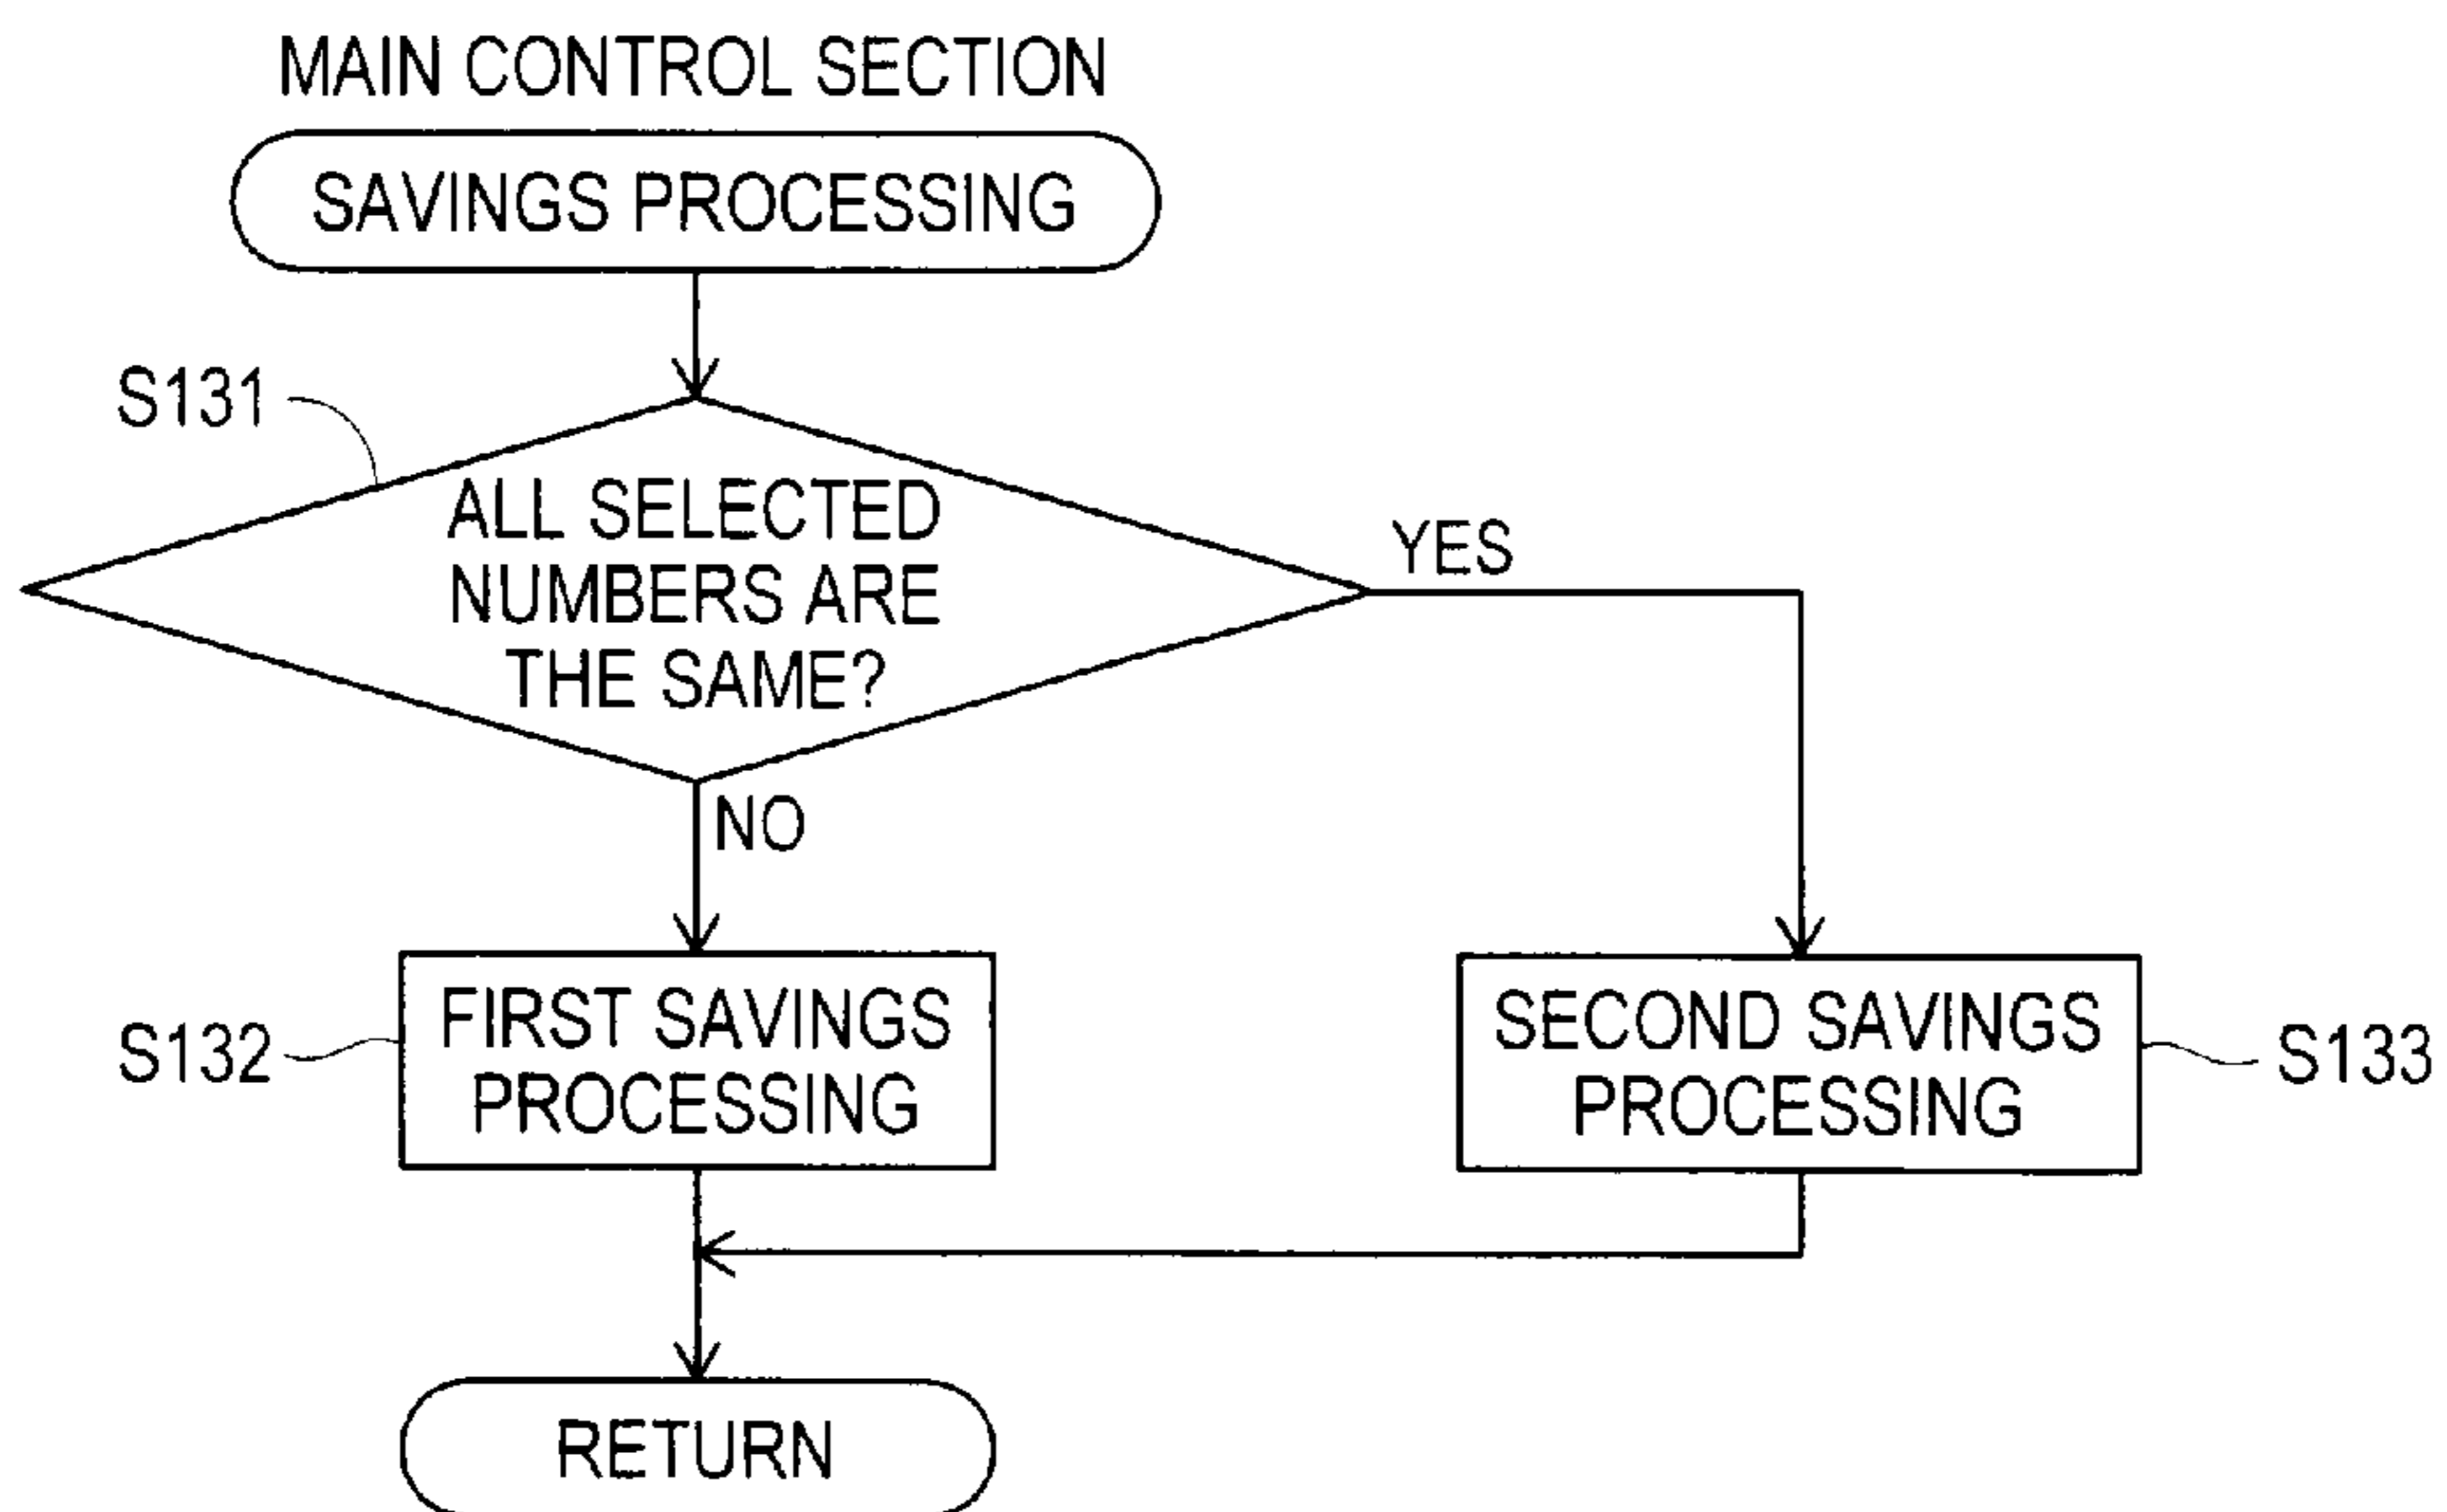 MAIN CONTROL SECTION
SAVINGS PROCESSING
S131
ALL SELECTED
NUMBERS ARE
THE SAME?
YES
NO
S132
FIRST SAVINGS
PROCESSING
SECOND SAVINGS
PROCESSING
S133
RETURN